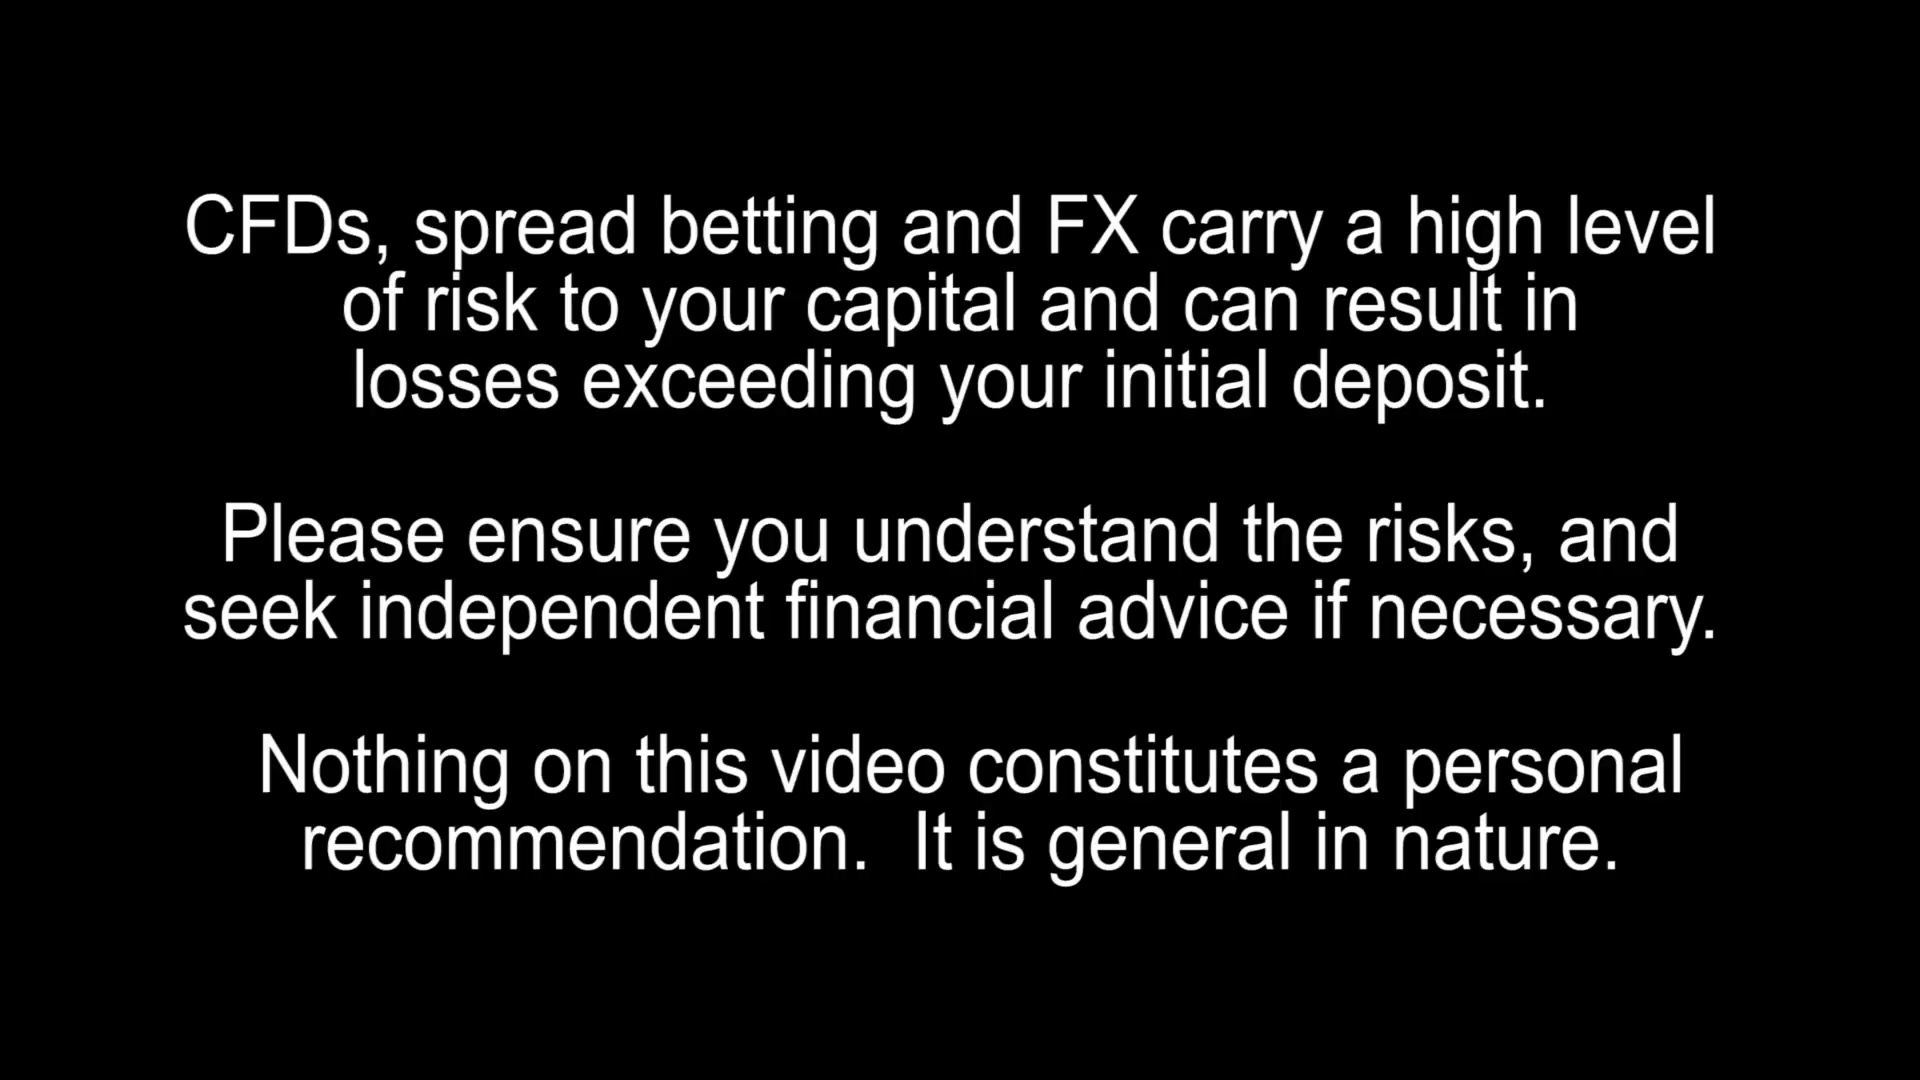 CFDs, spread betting and FX carry a high level
of risk to your capital and can result in
losses exceeding your initial deposit.
Please ensure you understand the risks, and
seek independent financial advice if necessary.
Nothing on this video constitutes a personal
recommendation.  It is general in nature.